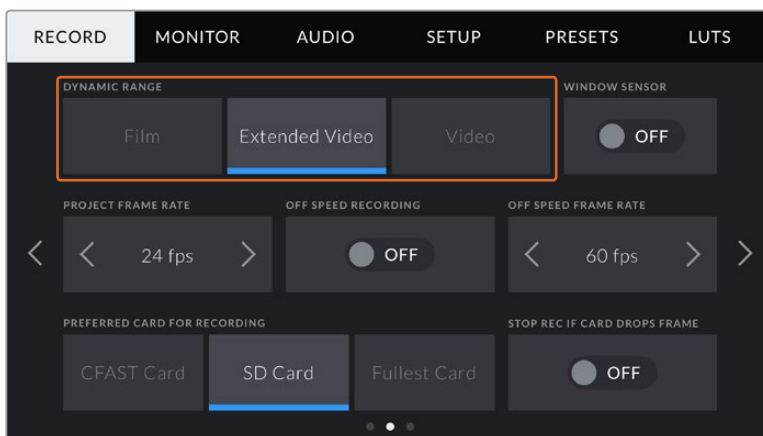 RECORD MONITOR AUDIO SETUP PRESETS LUTS
DYNAMIC RANGE WINDOW SENSOR
Film Extended Video Video OFF
PROJECT FRAME RATE OFF SPEED RECORDING OFF SPEED FRAME RATE
24 fps OFF 60 fps
PREFERRED CARD FOR RECORDING STOP REC IF CARD DROPS FRAME
CFAST Card SD Card Fullest Card OFF